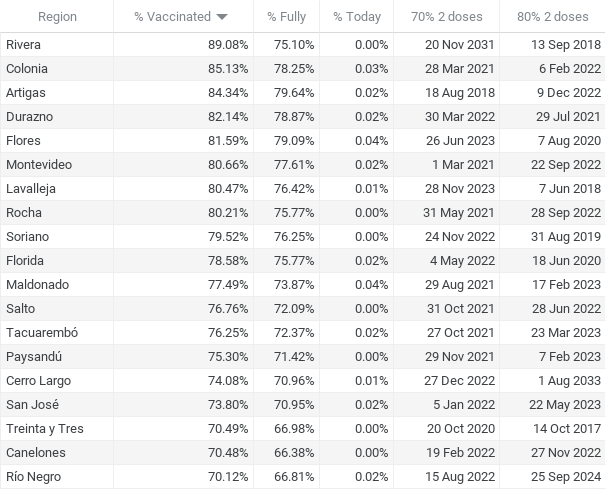 Region % Vaccinated % Fully % Today 70% 2 doses 80% 2 doses
Rivera 89.08% 75.10% 0.00% 20 Nov 2031 13 Sep 2018
Colonia 85.13% 78.25% 0.03% 28 Mar 2021 6 Feb 2022
Artigas 84.34% 79.64% 0.02% 18 Aug 2018 9 Dec 2022
Durazno 82.14% 78.87% 0.02% 30 Mar 2022 29 Jul 2021
Flores 81.59% 79.09% 0.04% 26 Jun 2023 7 Aug 2020
Montevideo 80.66% 77.61% 0.02% 1 Mar 2021 22 Sep 2022
Lavalleja 80.47% 76.42% 0.01% 28 Nov 2023 7 Jun 2018
Rocha 80.21% 75.77% 0.00% 31 May 2021 28 Sep 2022
Soriano 79.52% 76.25% 0.00% 24 Nov 2022 31 Aug 2019
Florida 78.58% 75.77% 0.02% 4 May 2022 18 Jun 2020
Maldonado 77.49% 73.87% 0.04% 29 Aug 2021 17 Feb 2023
Salto 76.76% 72.09% 0.00% 31 Oct 2021 28 Jun 2022
Tacuarembó 76.25% 72.37% 0.02% 27 Oct 2021 23 Mar 2023
Paysandú 75.30% 71.42% 0.00% 29 Nov 2021 7 Feb 2023
Cerro Largo 74.08% 70.96% 0.01% 27 Dec 2022 1 Aug 2033
San José 73.80% 70.95% 0.02% 5 Jan 2022 22 May 2023
Treinta y Tres 70.49% 66.98% 0.00% 20 Oct 2020 14 Oct 2017
Canelones 70.48% 66.38% 0.00% 19 Feb 2022 27 Nov 2022
Río Negro 70.12% 66.81% 0.02% 15 Aug 2022 25 Sep 2024